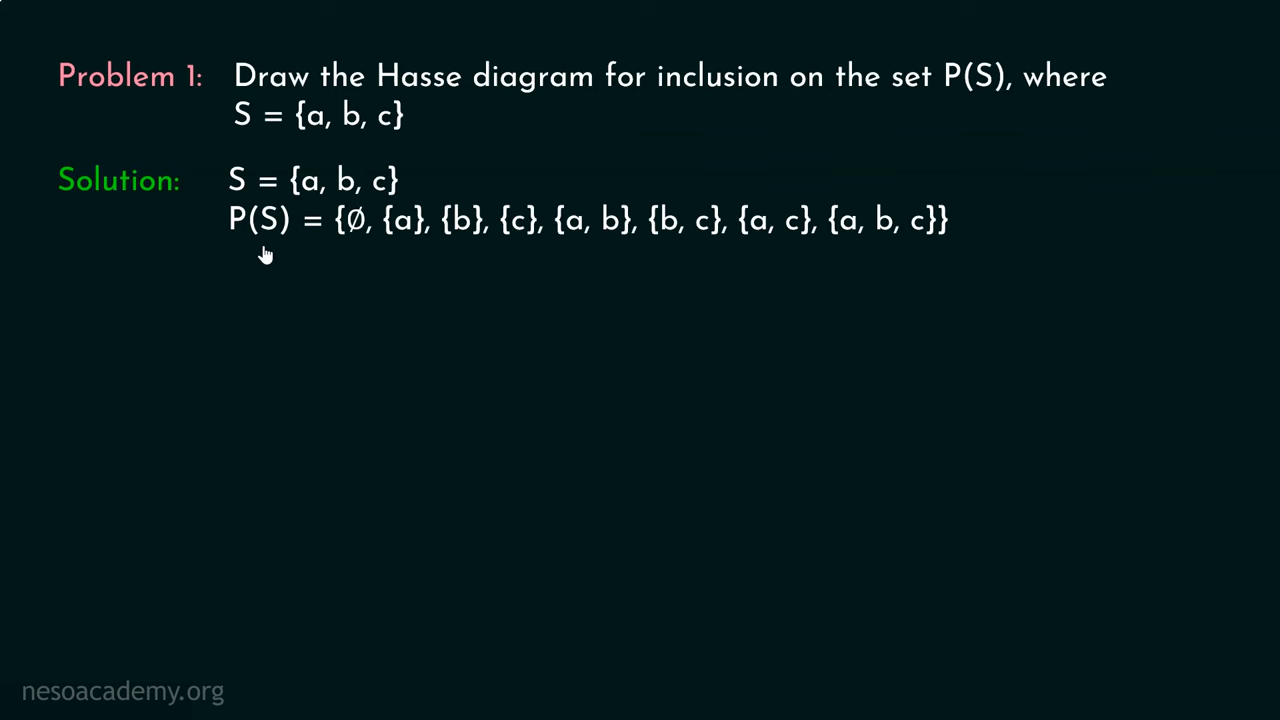 Problem 1: Draw the Hasse diagram for inclusion on the set P(S), where
S = {a, b, c}
Solution: S = {a, b, c}
P(S) = {∅, {a}, {b}, {c}, {a, b}, {b, c}, {a, c}, {a, b, c}}
nesoacademy.org